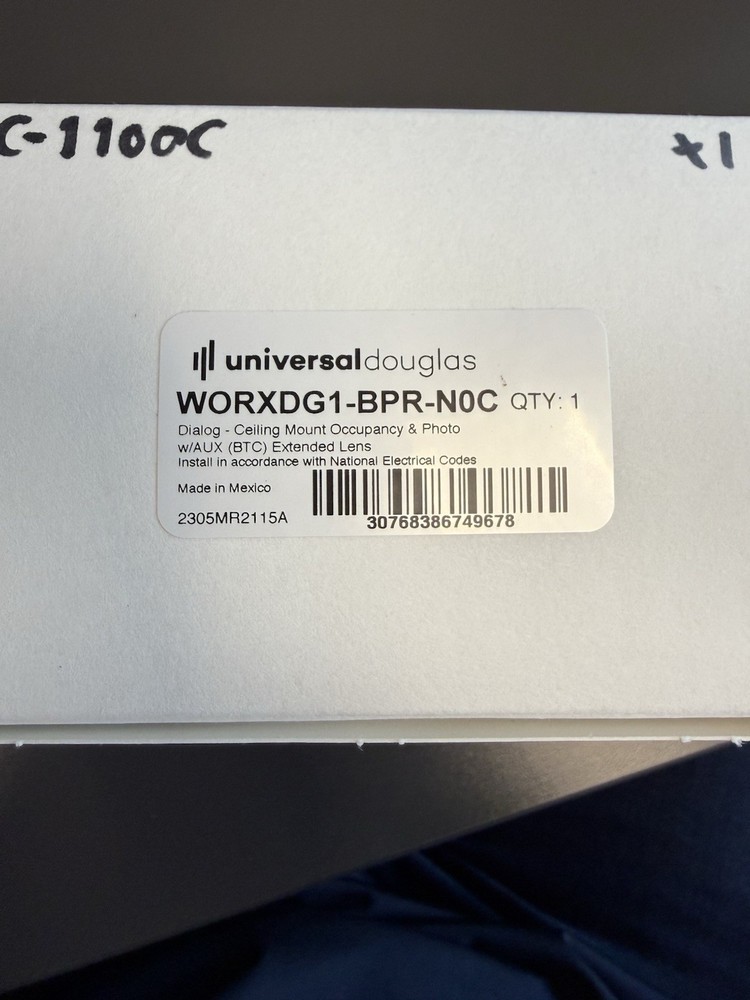 C-1100C
x1
universaldouglas
WORXDG1-BPR-N0C QTY: 1
Dialog - Ceiling Mount Occupancy & Photo
w/AUX (BTC) Extended Lens
Install in accordance with National Electrical Codes
Made in Mexico
2305MR2115A
30768386749678